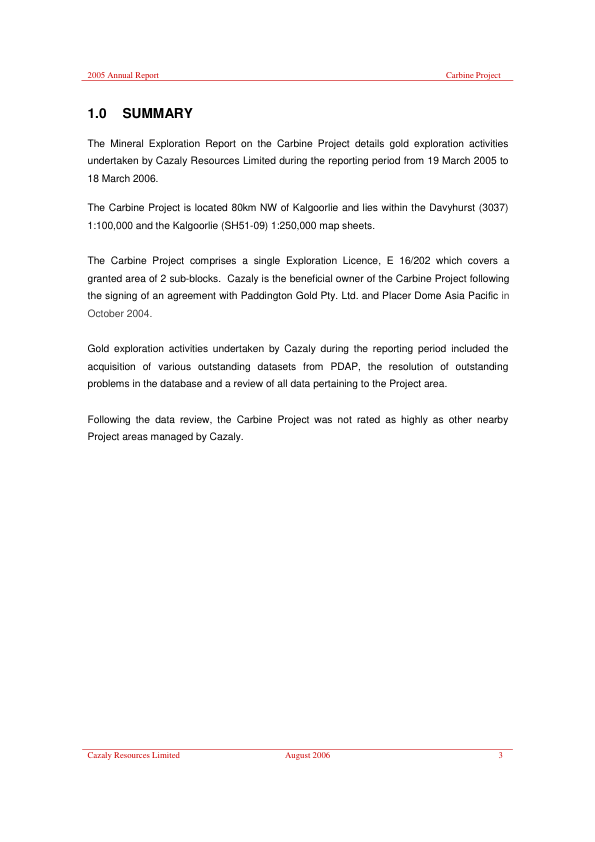 2005 Annual Report Carbine Project
1.0 SUMMARY
The Mineral Exploration Report on the Carbine Project details gold exploration activities
undertaken by Cazaly Resources Limited during the reporting period from 19 March 2005 to
18 March 2006.
The Carbine Project is located 80km NW of Kalgoorlie and lies within the Davyhurst (3037)
1:100,000 and the Kalgoorlie (SH51-09) 1:250,000 map sheets.
The Carbine Project comprises a single Exploration Licence, E 16/202 which covers a
granted area of 2 sub-blocks. Cazaly is the beneficial owner of the Carbine Project following
the signing of an agreement with Paddington Gold Pty. Ltd. and Placer Dome Asia Pacific in
October 2004.
Gold exploration activities undertaken by Cazaly during the reporting period included the
acquisition of various outstanding datasets from PDAP, the resolution of outstanding
problems in the database and a review of all data pertaining to the Project area.
Following the data review, the Carbine Project was not rated as highly as other nearby
Project areas managed by Cazaly.
Cazaly Resources Limited August 2006 3